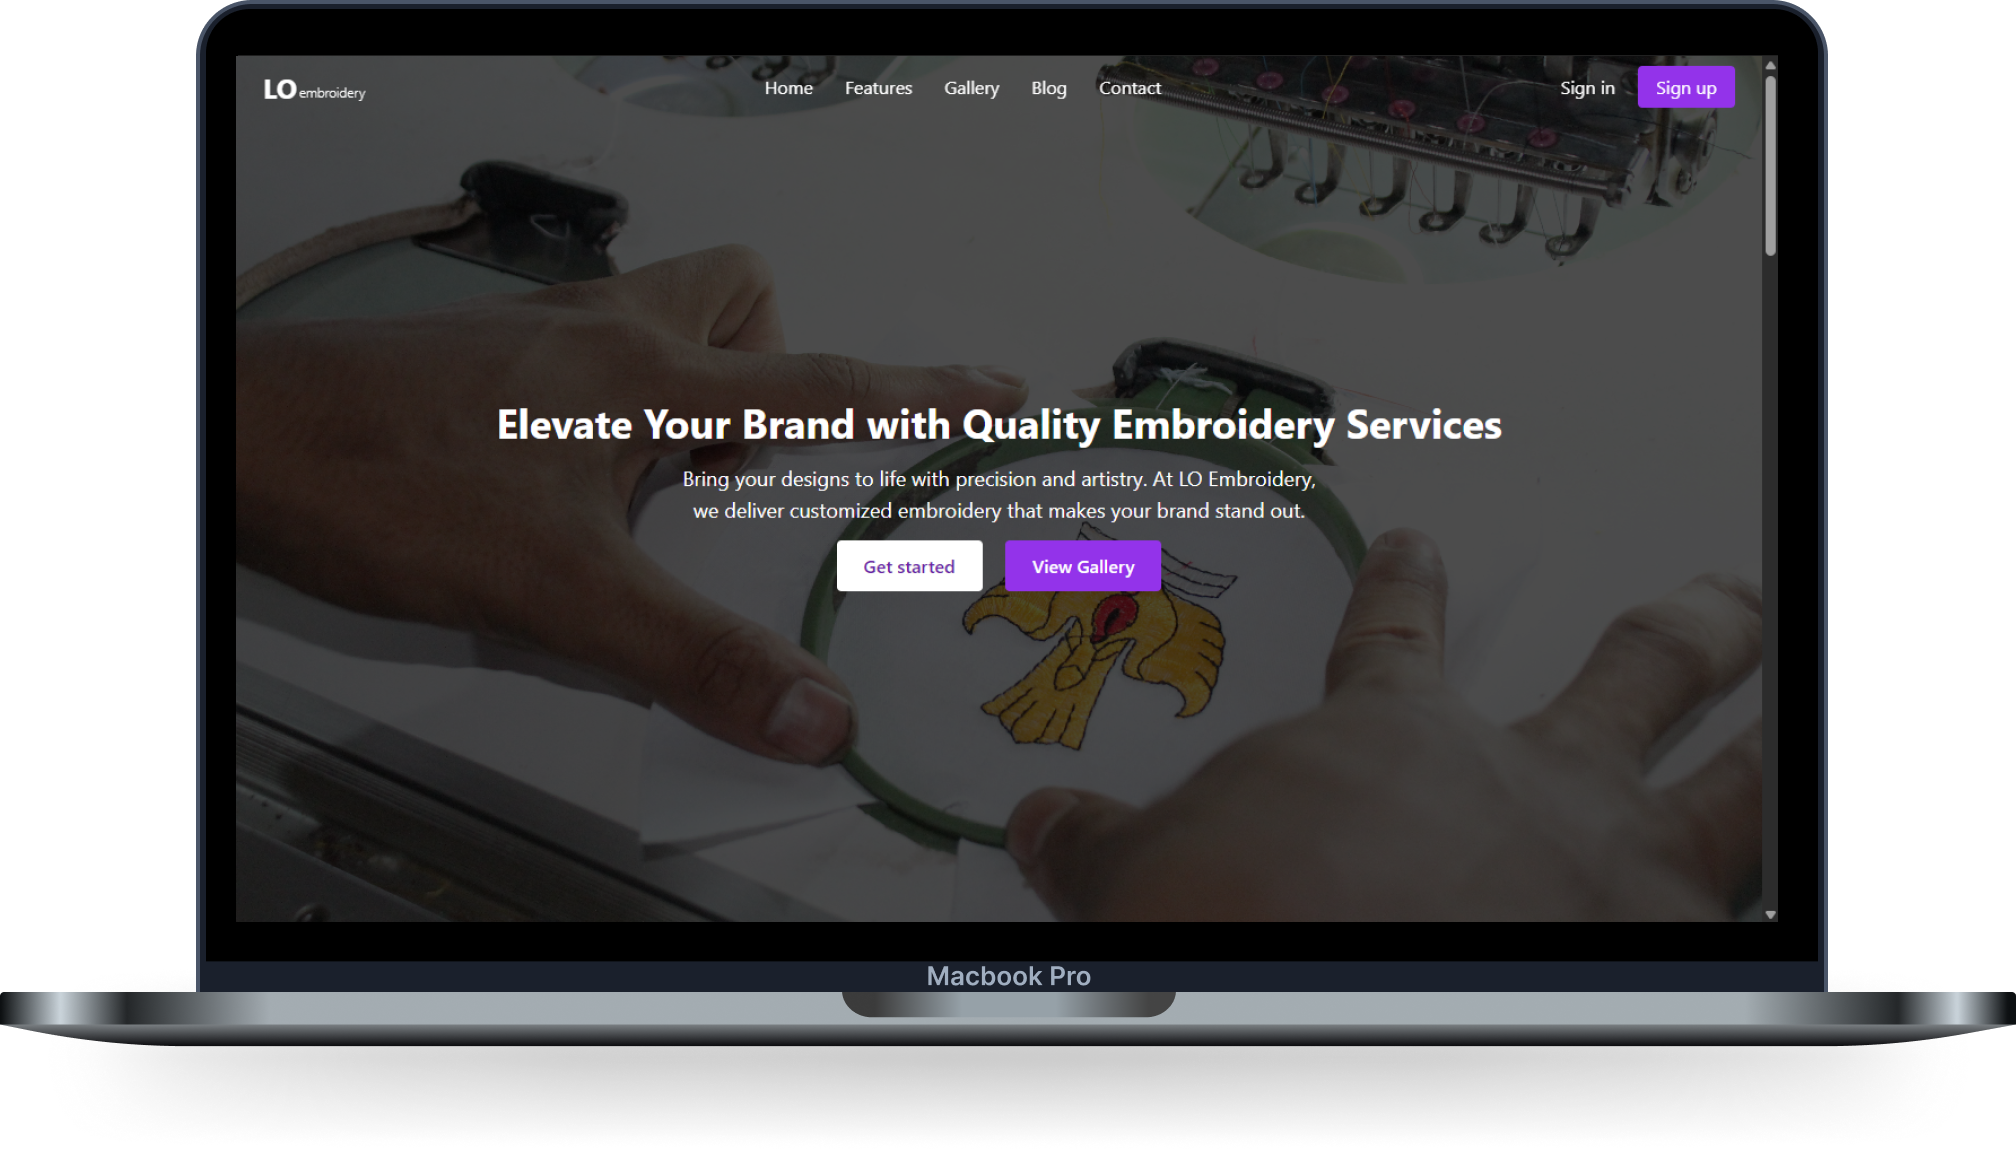 LO embroidery
Home Features Gallery Blog Contact
Sign in Sign up
Elevate Your Brand with Quality Embroidery Services
Bring your designs to life with precision and artistry. At LO Embroidery,
we deliver customized embroidery that makes your brand stand out.
Get started View Gallery
Macbook Pro